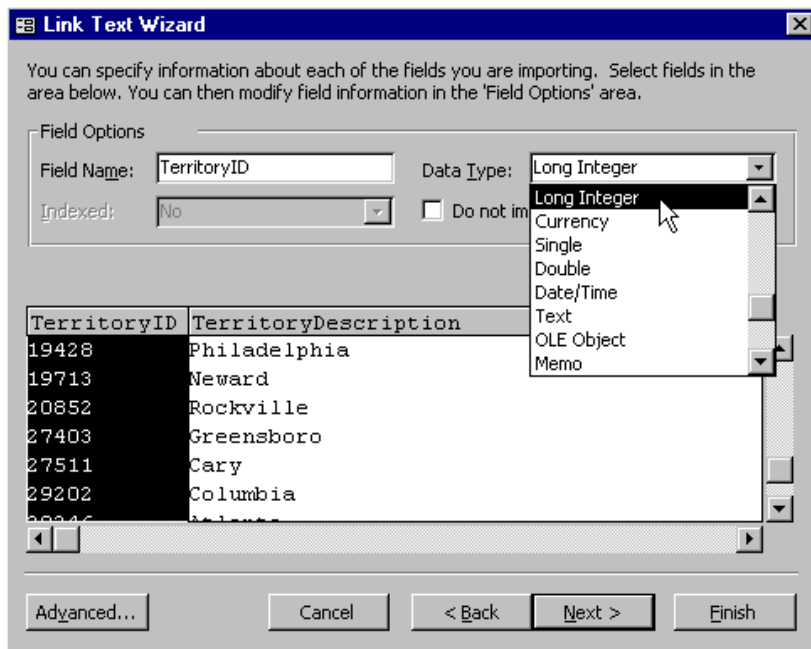 Link Text Wizard
You can specify information about each of the fields you are importing. Select fields in the
area below. You can then modify field information in the 'Field Options' area.
Field Options
Field Name: TerritoryID Data Type: Long Integer
Indexed: No Do not im
Long Integer
Currency
Single
Double
Date/Time
Text
OLE Object
Memo
TerritoryID TerritoryDescription
19428 Philadelphia
19713 Neward
20852 Rockville
27403 Greensboro
27511 Cary
29202 Columbia
Advanced... Cancel < Back Next > Finish